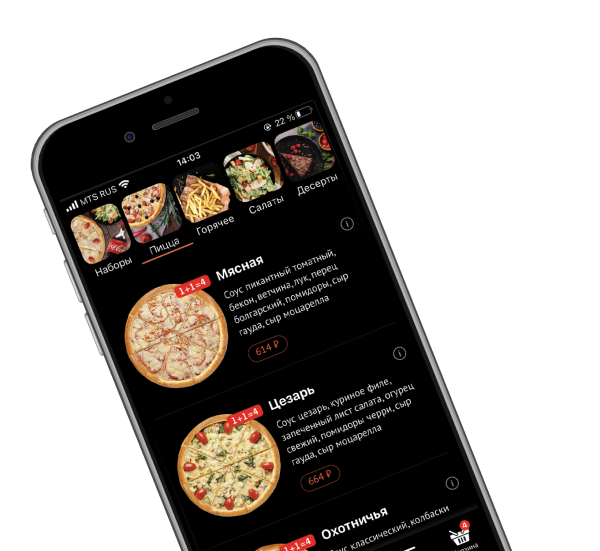 MTS RUS
14:03
22 %
Наборы
Пицца
Горячее
Салаты
Десерты
1+1=4
Мясная
Соус пикантный томатный,
бекон, ветчина, лук, перец
болгарский, помидоры, сыр
гауда, сыр моцарелла
614 ₽
1+1=4
Цезарь
Соус цезарь, куриное филе,
запеченный лист салата, огурец
свежий, помидоры черри, сыр
гауда, сыр моцарелла
664 ₽
1+1=4
Охотничья
классический, колбаски
4